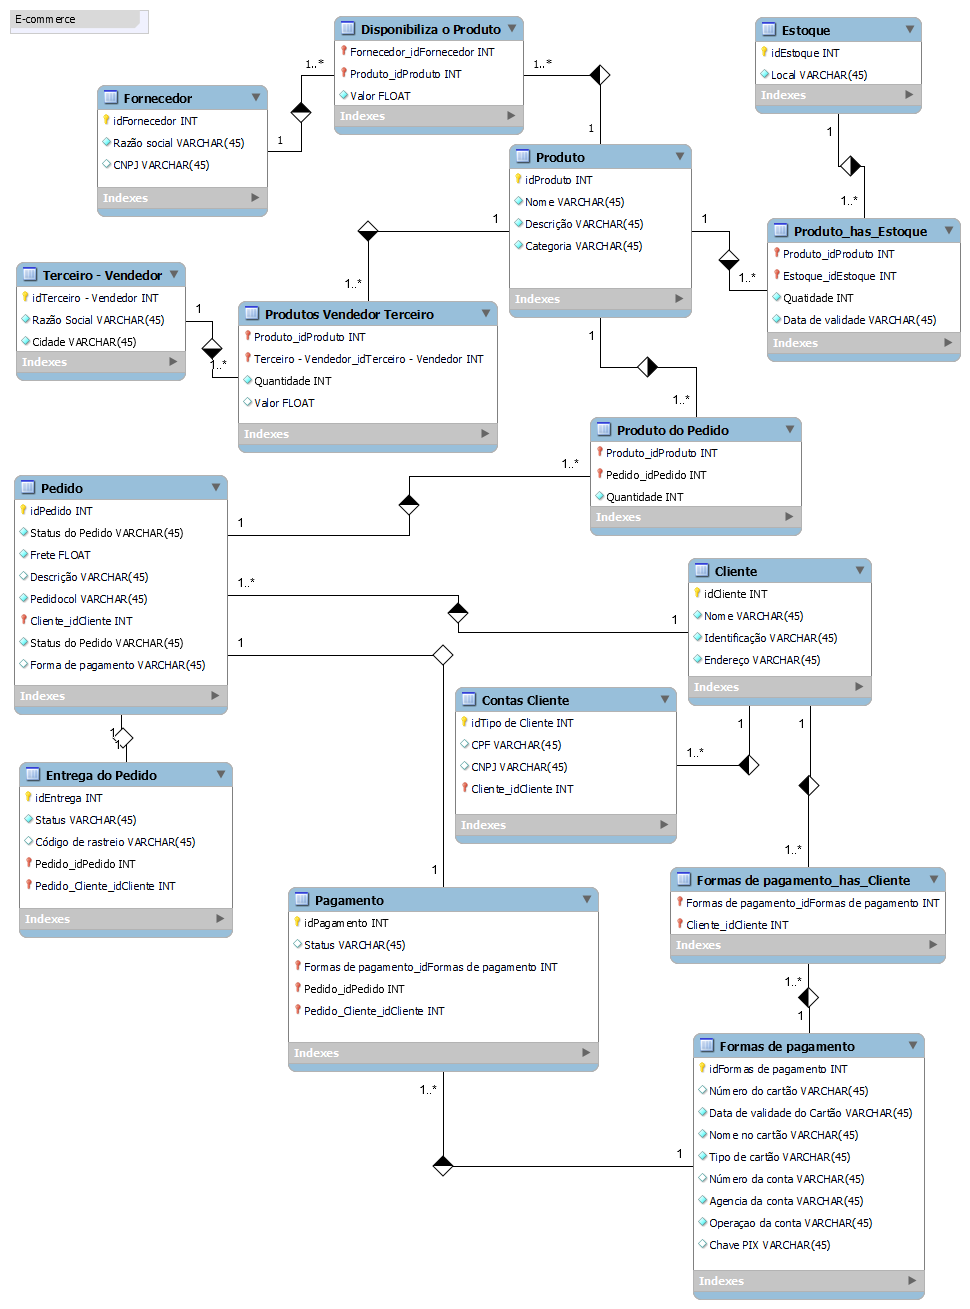 E-commerce
Disponibiliza o Produto
Fornecedor_idFornecedor INT
Produto_idProduto INT
Valor FLOAT
Indexes
1..*
1..*
1
1
Estoque
idEstoque INT
Local VARCHAR(45)
Indexes
1
1..*
Fornecedor
idFornecedor INT
Razão social VARCHAR(45)
CNPJ VARCHAR(45)
Indexes
Produto
idProduto INT
Nome VARCHAR(45)
Descrição VARCHAR(45)
Categoria VARCHAR(45)
Indexes
1
1..*
1
1..*
1
1..*
Produto_has_Estoque
Produto_idProduto INT
Estoque_idEstoque INT
Quatidade INT
Data de validade VARCHAR(45)
Indexes
Terceiro - Vendedor
idTerceiro - Vendedor INT
Razão Social VARCHAR(45)
Cidade VARCHAR(45)
Indexes
1
1..*
Produtos Vendedor Terceiro
Produto_idProduto INT
Terceiro - Vendedor_idTerceiro - Vendedor INT
Quantidade INT
Valor FLOAT
Indexes
Produto do Pedido
Produto_idProduto INT
Pedido_idPedido INT
Quantidade INT
Indexes
1..*
1
Pedido
idPedido INT
Status do Pedido VARCHAR(45)
Frete FLOAT
Descrição VARCHAR(45)
Pedidocol VARCHAR(45)
Cliente_idCliente INT
Status do Pedido VARCHAR(45)
Forma de pagamento VARCHAR(45)
Indexes
1..*
1
1
1
1
1
Cliente
idCliente INT
Nome VARCHAR(45)
Identificação VARCHAR(45)
Endereço VARCHAR(45)
Indexes
1
1..*
1
1..*
Contas Cliente
idTipo de Cliente INT
CPF VARCHAR(45)
CNPJ VARCHAR(45)
Cliente_idCliente INT
Indexes
Entrega do Pedido
idEntrega INT
Status VARCHAR(45)
Código de rastreio VARCHAR(45)
Pedido_idPedido INT
Pedido_Cliente_idCliente INT
Indexes
Formas de pagamento_has_Cliente
Formas de pagamento_idFormas de pagamento INT
Cliente_idCliente INT
Indexes
1..*
1
Pagamento
idPagamento INT
Status VARCHAR(45)
Formas de pagamento_idFormas de pagamento INT
Pedido_idPedido INT
Pedido_Cliente_idCliente INT
Indexes
1..*
1
Formas de pagamento
idFormas de pagamento INT
Número do cartão VARCHAR(45)
Data de validade do Cartão VARCHAR(45)
Nome no cartão VARCHAR(45)
Tipo de cartão VARCHAR(45)
Número da conta VARCHAR(45)
Agencia da conta VARCHAR(45)
Operaçao da conta VARCHAR(45)
Chave PIX VARCHAR(45)
Indexes